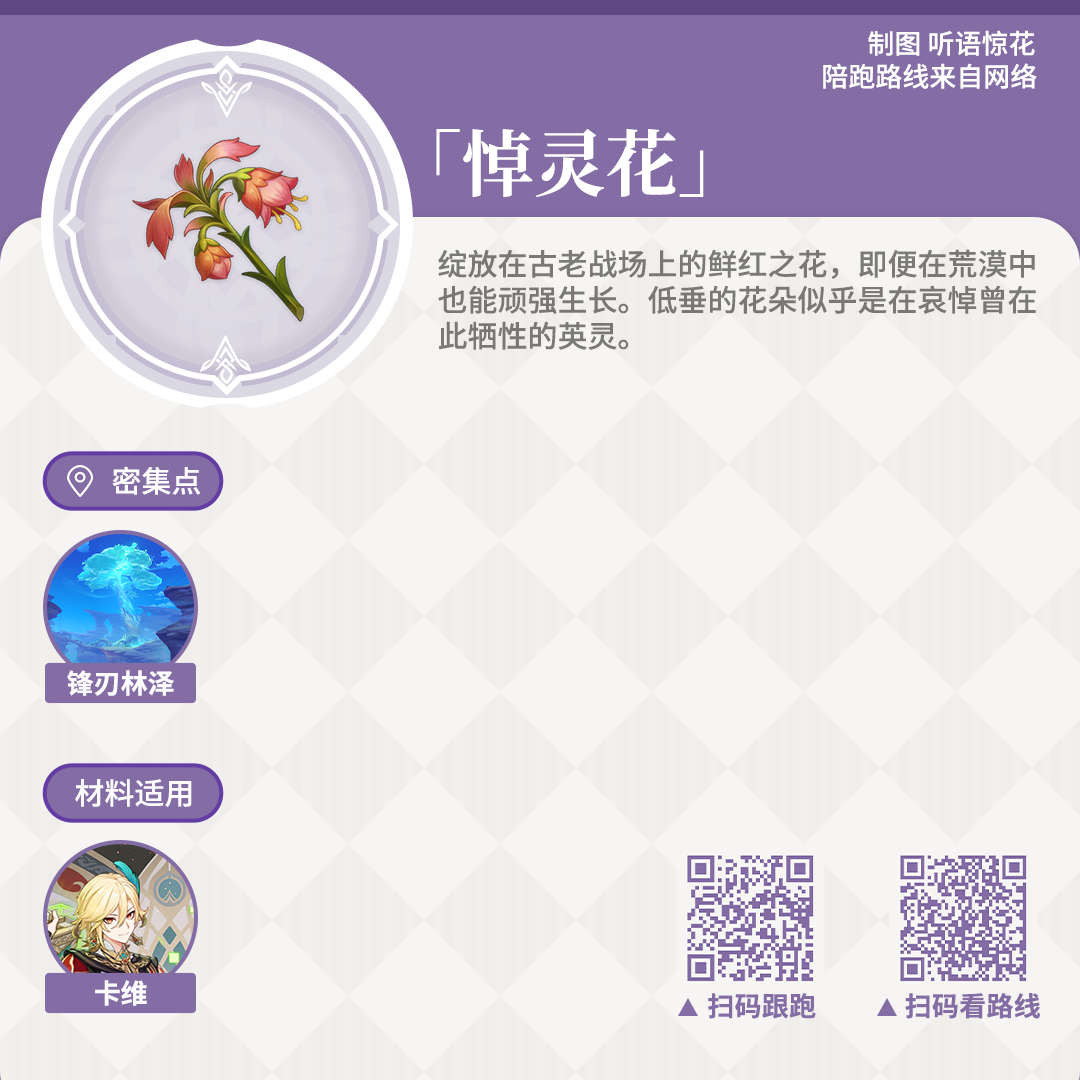 制图 听语惊花
陪跑路线来自网络
「悼灵花」
绽放在古老战场上的鲜红之花，即便在荒漠中
也能顽强生长。低垂的花朵似乎是在哀悼曾在
此牺牲的英灵。
密集点
锋刃林泽
材料适用
卡维
▲ 扫码跟跑
▲ 扫码看路线